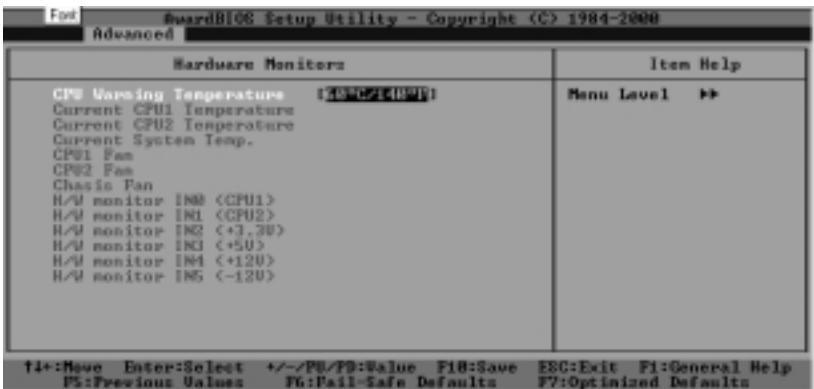 Font
AwardBIOS Setup Utility - Copyright (C) 1984-2000
Advanced
Hardware Monitors
Item Help
CPU Warning Temperature [60°C/140°F]
Menu Level ▶▶
Current CPU1 Temperature
Current CPU2 Temperature
Current System Temp.
CPU1 Fan
CPU2 Fan
Chasis Fan
H/W monitor IN0 (CPU1)
H/W monitor IN1 (CPU2)
H/W monitor IN2 (+3.3V)
H/W monitor IN3 (+5V)
H/W monitor IN4 (+12V)
H/W monitor IN5 (-12V)
↑↓←:Move Enter:Select +/-/PU/PD:Value F10:Save ESC:Exit F1:General Help
F5:Previous Values F6:Fail-Safe Defaults F7:Optimized Defaults